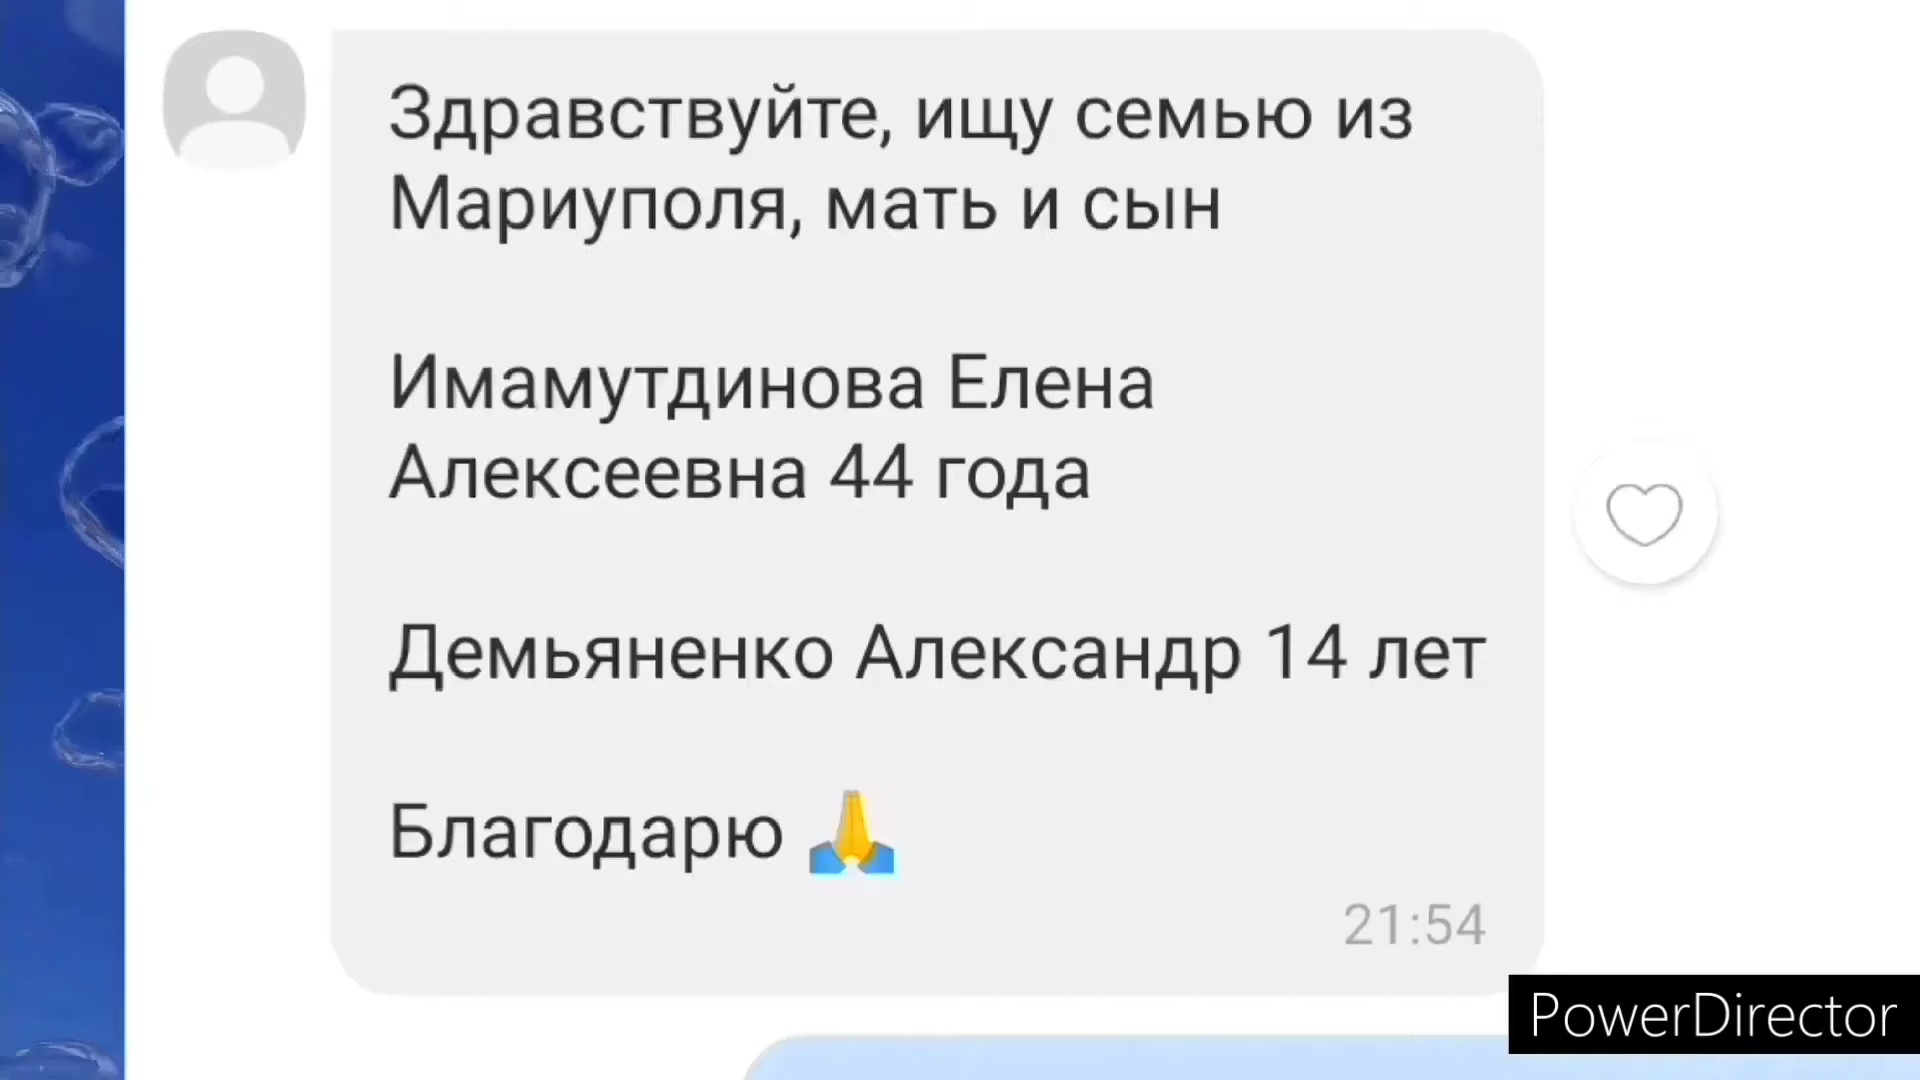 Здравствуйте, ищу семью из
Мариуполя, мать и сын
Имамутдинова Елена
Алексеевна 44 года
Демьяненко Александр 14 лет
Благодарю 🙏
21:54
PowerDirector